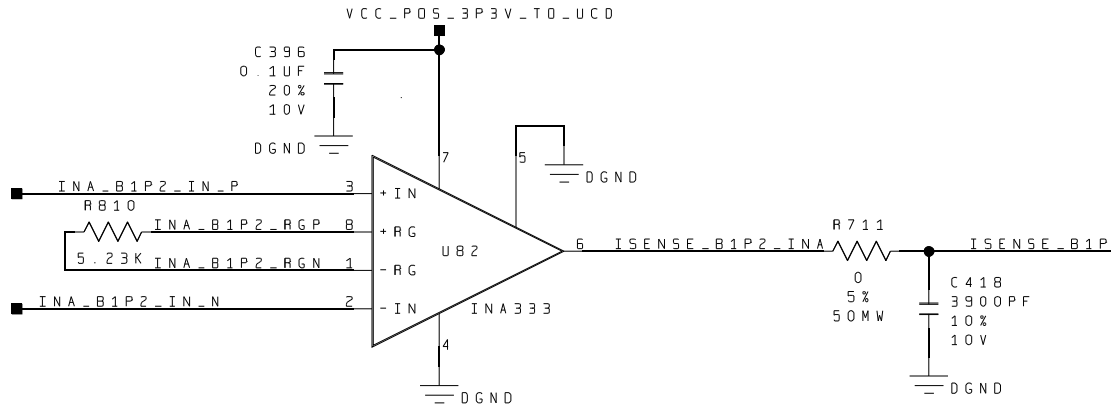 VCC_POS_3P3V_TO_UCD
C396
0.1UF
20%
10V
DGND
7
5
DGND
INA_B1P2_IN_P
3
+IN
R810
INA_B1P2_RGP
8
+RG
R711
U82
6
ISENSE_B1P2_INA
ISENSE_B1P
5.23K
INA_B1P2_RGN
1
-RG
0
5%
50MW
C418
3900PF
10%
10V
INA_B1P2_IN_N
2
-IN
INA333
4
DGND
DGND